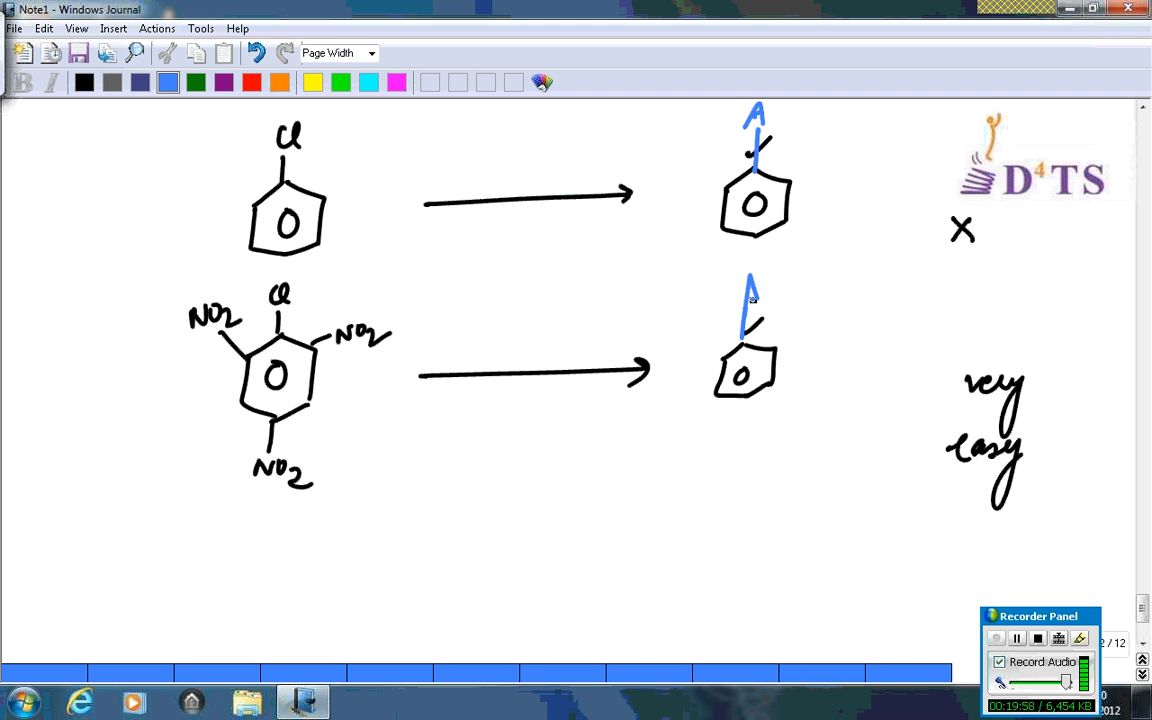 Note1 - Windows Journal
File Edit View Insert Actions Tools Help
Page Width
B I
Cl
A
D4TS
X
Cl
NO2
NO2
NO2
very
easy
Recorder Panel
Record Audio
2 / 12
00:19:58 / 6,454 KB
2012